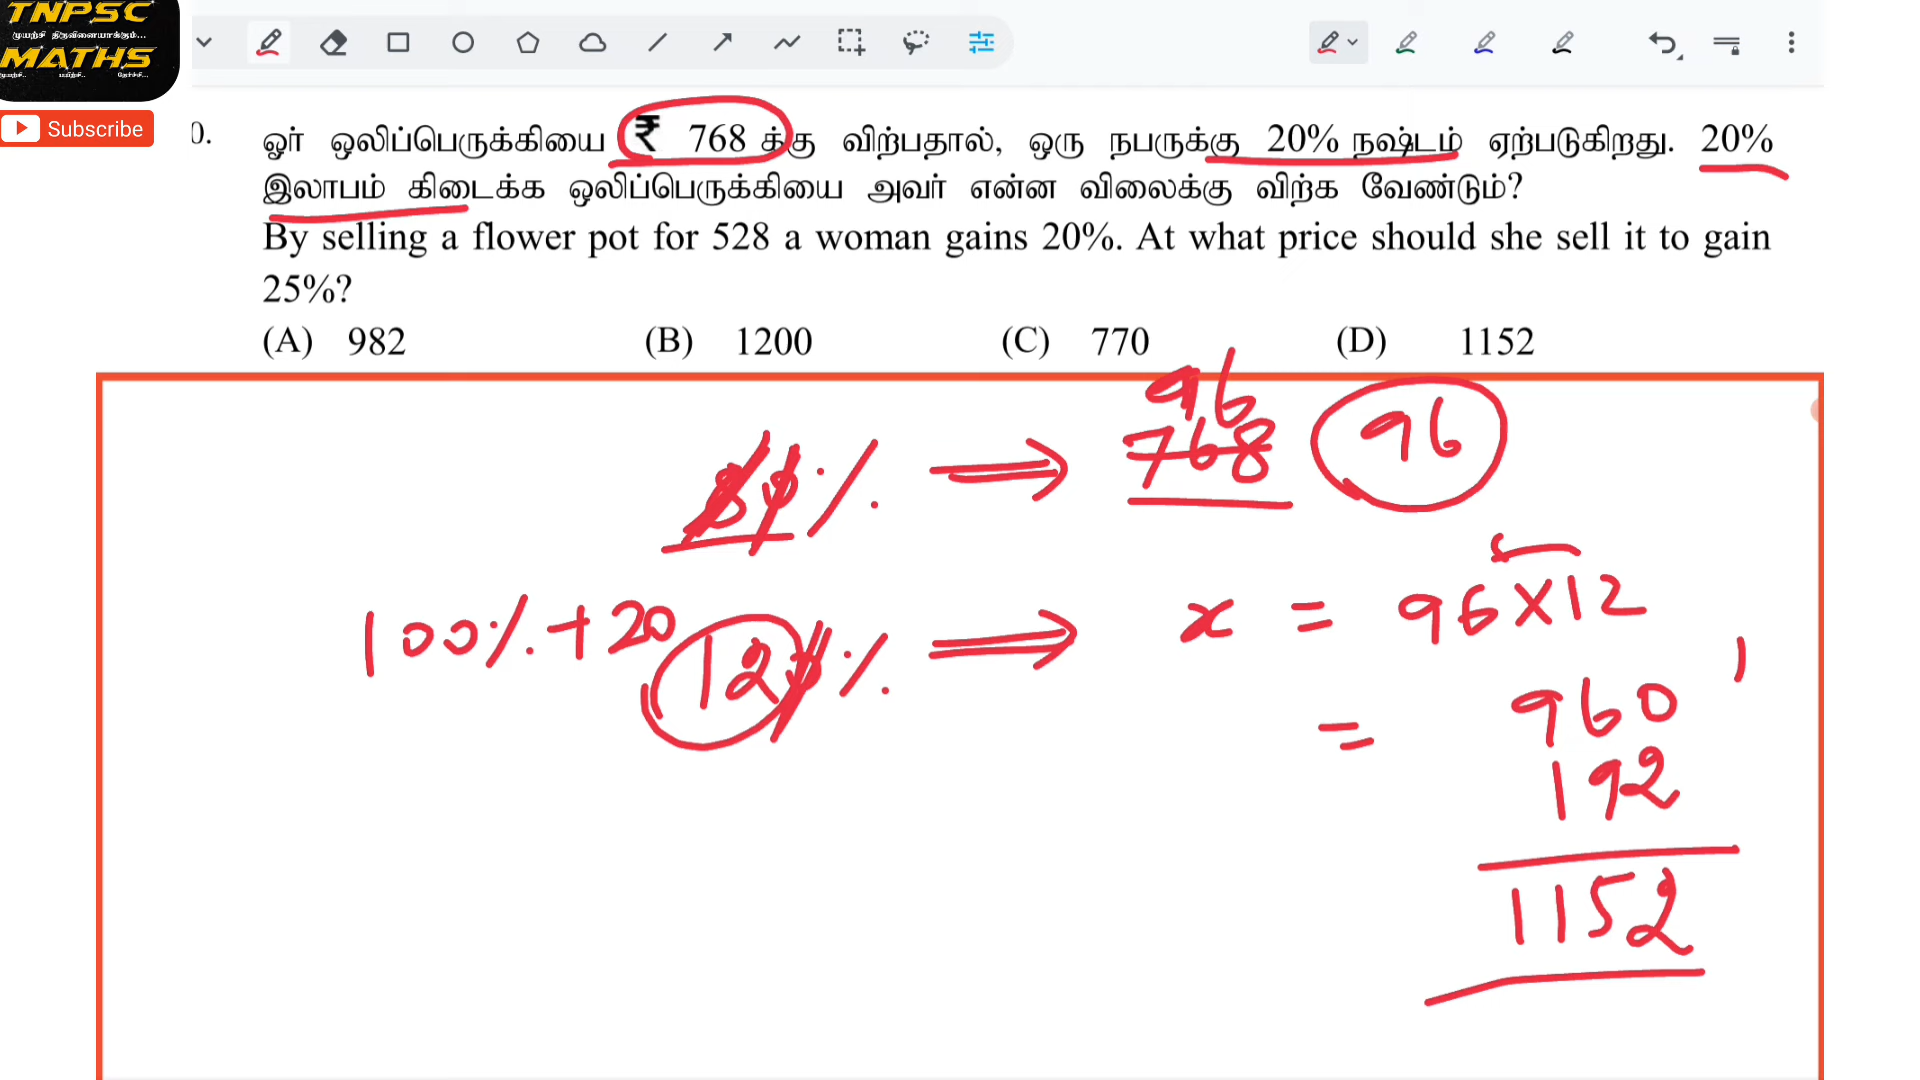 TNPSC
முயற்சி திருவினையாக்கும்...
MATHS
முயற்சி.. பயிற்சி.. தேர்ச்சி...
Subscribe
0. ஓர் ஒலிப்பெருக்கியை ₹ 768 க்கு விற்பதால், ஒரு நபருக்கு 20% நஷ்டம் ஏற்படுகிறது. 20%
இலாபம் கிடைக்க ஒலிப்பெருக்கியை அவர் என்ன விலைக்கு விற்க வேண்டும்?
By selling a flower pot for 528 a woman gains 20%. At what price should she sell it to gain
25%?
(A) 982 (B) 1200 (C) 770 (D) 1152
96
80% ⟹ 768 96
100% + 20 120% ⟹ x = 96 × 12
= 960
192
1152